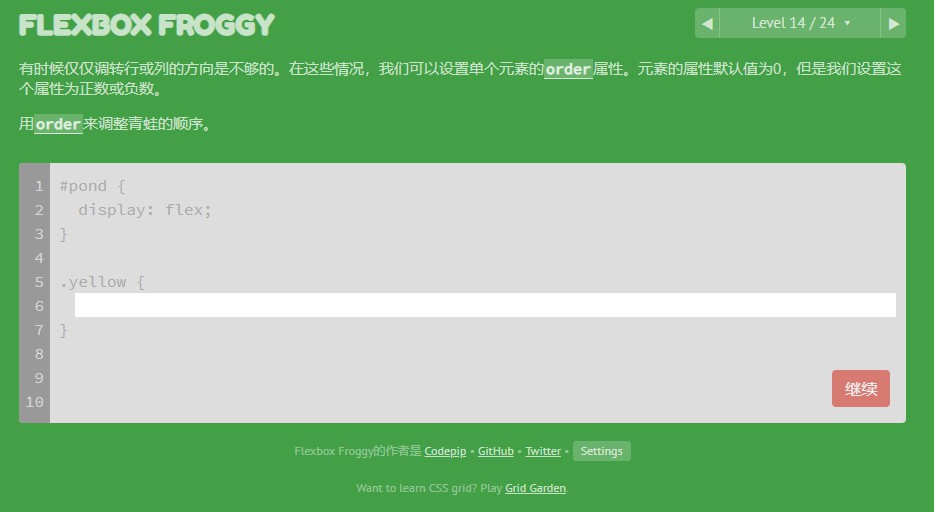 FLEXBOX FROGGY
◀ Level 14 / 24 ▾ ▶
有时候仅仅调转行或列的方向是不够的。在这些情况，我们可以设置单个元素的order属性。元素的属性默认值为0，但是我们设置这
个属性为正数或负数。
用order来调整青蛙的顺序。
1 #pond {
2 display: flex;
3 }
4
5 .yellow {
6
7 }
8
9
10
继续
Flexbox Froggy的作者是 Codepip • GitHub • Twitter • Settings
Want to learn CSS grid? Play Grid Garden.